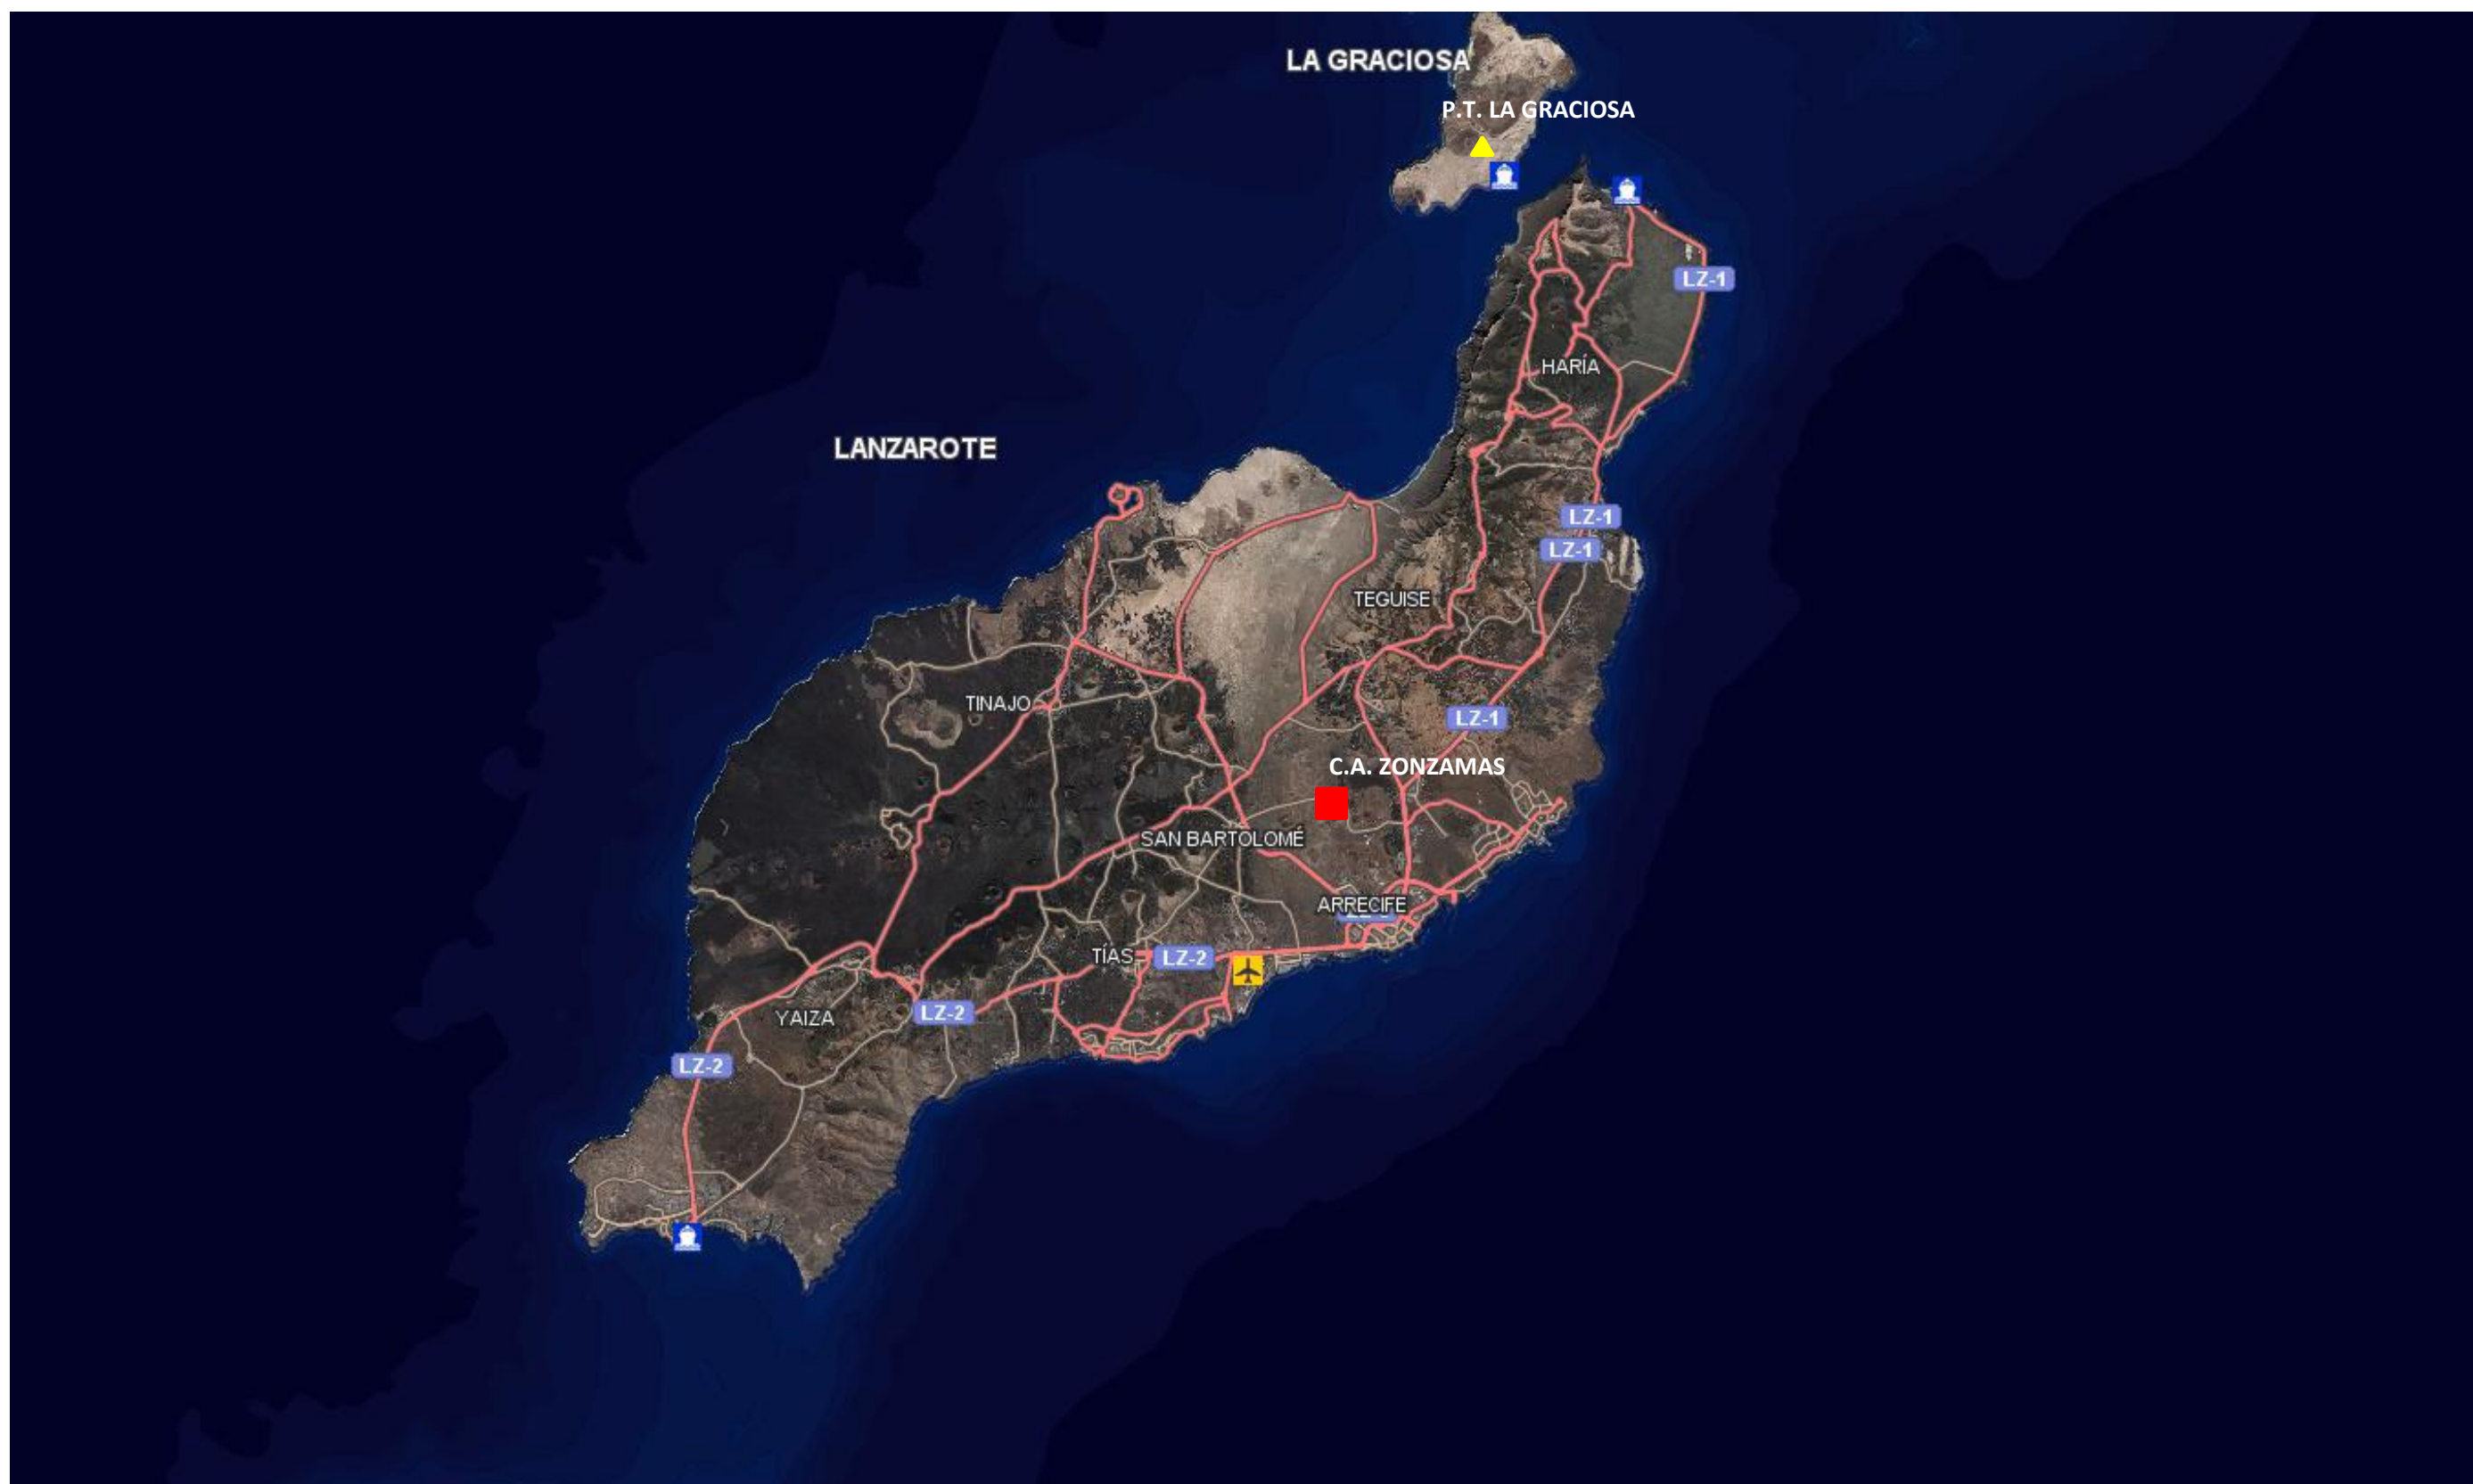 LA GRACIOSA
P.T. LA GRACIOSA
LZ-1
HARÍA
LANZAROTE
LZ-1
LZ-1
TEGUISE
TINAJO
LZ-1
C.A. ZONZAMAS
SAN BARTOLOMÉ
ARRECIFE
TÍAS
LZ-2
LZ-2
YAIZA
LZ-2